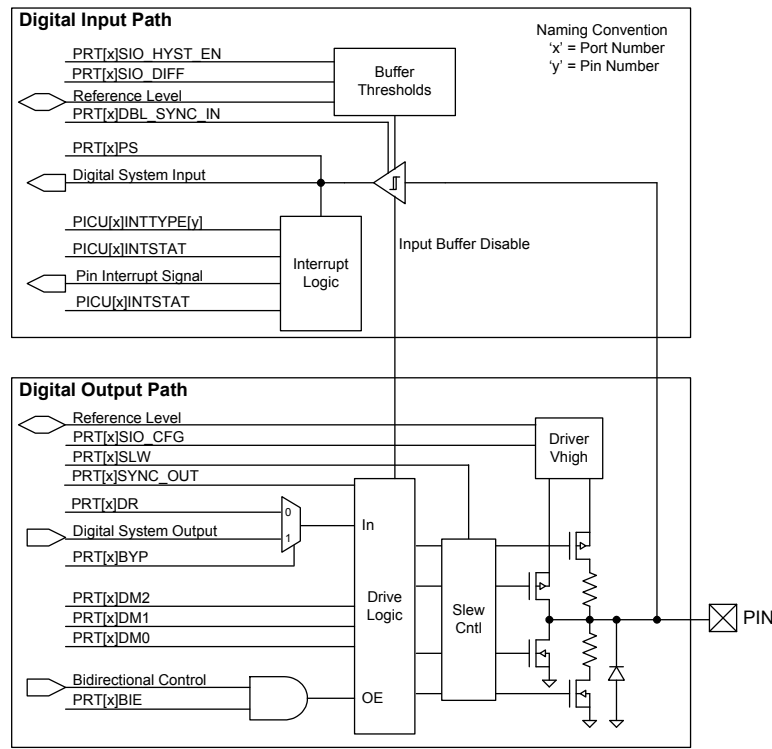 Digital Input Path
Naming Convention
'x' = Port Number
'y' = Pin Number
PRT[x]SIO_HYST_EN
PRT[x]SIO_DIFF
Reference Level
PRT[x]DBL_SYNC_IN
Buffer
Thresholds
PRT[x]PS
Digital System Input
PICU[x]INTTYPE[y]
PICU[x]INTSTAT
Pin Interrupt Signal
PICU[x]INTSTAT
Interrupt
Logic
Input Buffer Disable
Digital Output Path
Reference Level
PRT[x]SIO_CFG
PRT[x]SLW
PRT[x]SYNC_OUT
Driver
Vhigh
PRT[x]DR
Digital System Output
PRT[x]BYP
0
1
In
PRT[x]DM2
PRT[x]DM1
PRT[x]DM0
Drive
Logic
Slew
Cntl
PIN
Bidirectional Control
PRT[x]BIE
OE